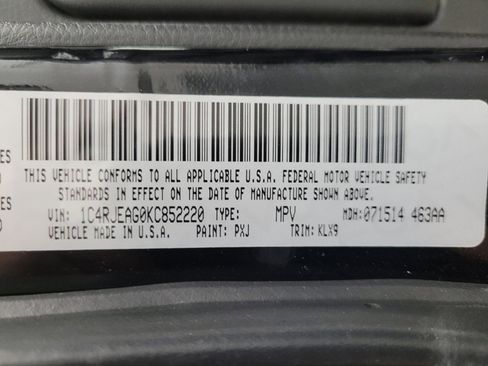 THIS VEHICLE CONFORMS TO ALL APPLICABLE U.S.A. FEDERAL MOTOR VEHICLE SAFETY
STANDARDS IN EFFECT ON THE DATE OF MANUFACTURE SHOWN ABOVE.
VIN: 1C4RJEAG0KC852220 TYPE: MPV MDH: 071514 463AA
VEHICLE MADE IN U.S.A. PAINT: PXJ TRIM: KLX9